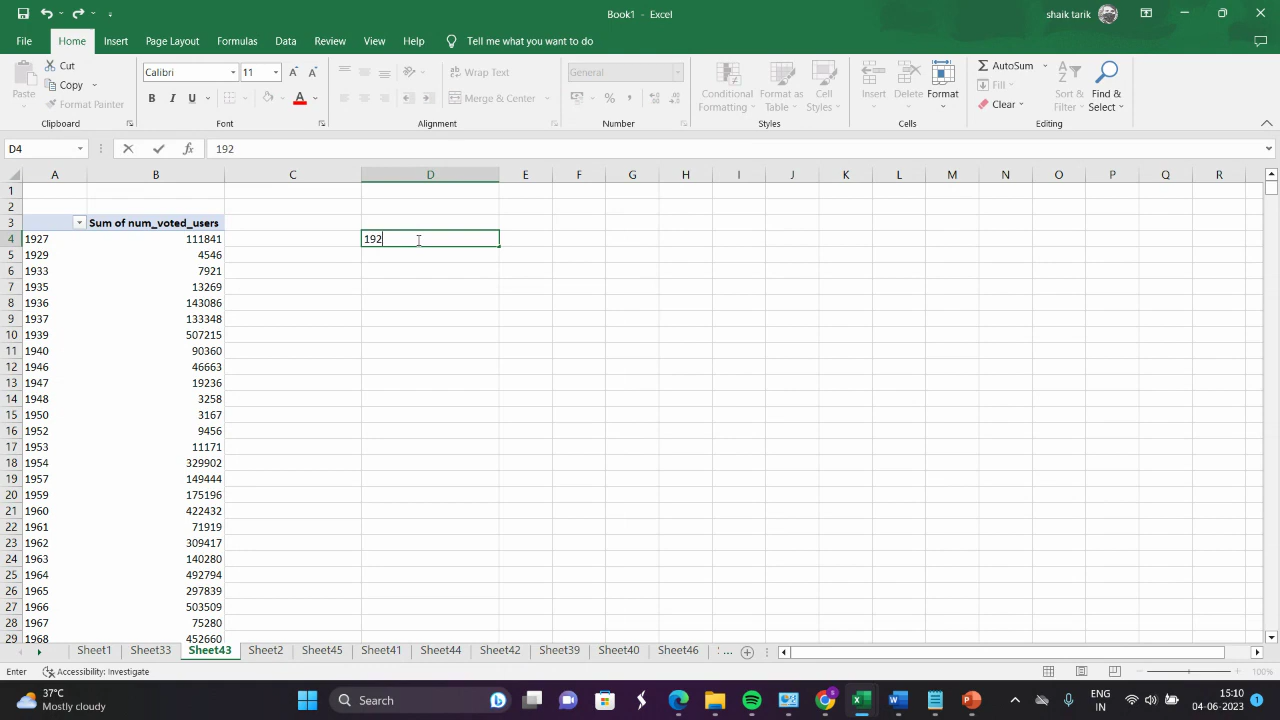 Book1 - Excel
shaik tarik
File Home Insert Page Layout Formulas Data Review View Help Tell me what you want to do
Paste
Cut
Copy
Format Painter
Clipboard
Calibri 11
B I U
A
Font
Wrap Text
Merge & Center
Alignment
General
%
Number
Conditional Formatting
Format as Table
Cell Styles
Styles
Insert
Delete
Format
Cells
AutoSum
Fill
Clear
Sort & Filter
Find & Select
Editing
D4 fx 192
A B C D E F G H I J K L M N O P Q R
1
2
3 Sum of num_voted_users
4 1927 111841 192
5 1929 4546
6 1933 7921
7 1935 13269
8 1936 143086
9 1937 133348
10 1939 507215
11 1940 90360
12 1946 46663
13 1947 19236
14 1948 3258
15 1950 3167
16 1952 9456
17 1953 11171
18 1954 329902
19 1957 149444
20 1959 175196
21 1960 422432
22 1961 71919
23 1962 309417
24 1963 140280
25 1964 492794
26 1965 297839
27 1966 503509
28 1967 75280
29 1968 452660
Sheet1 Sheet33 Sheet43 Sheet2 Sheet45 Sheet41 Sheet44 Sheet42 Sheet39 Sheet40 Sheet46 ...
Enter Accessibility: Investigate 100%
37°C
Mostly cloudy
Search
ENG
IN
15:10
04-06-2023